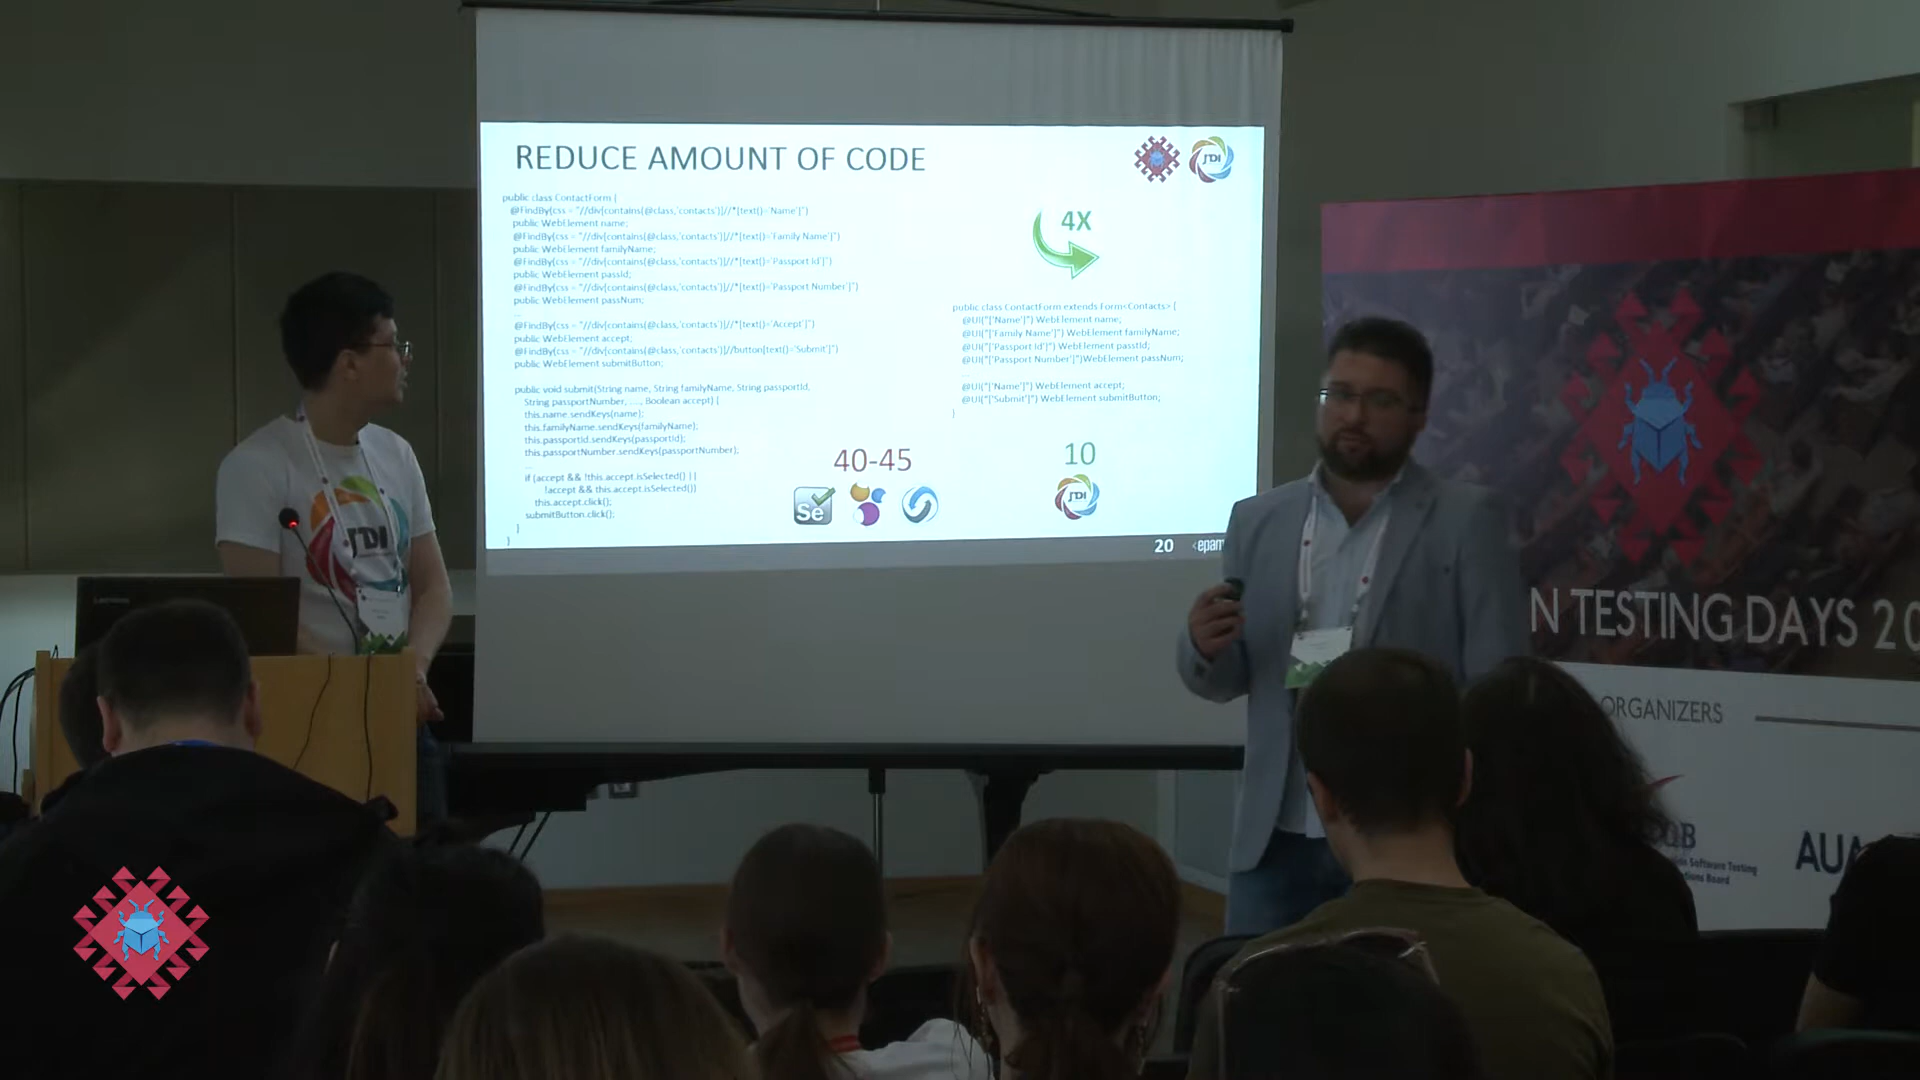 REDUCE AMOUNT OF CODE
JDI
public class ContactForm {
@FindBy(css = "//div[contains(@class,'contacts')]//*[text()='Name']")
public WebElement name;
@FindBy(css = "//div[contains(@class,'contacts')]//*[text()='Family Name']")
public WebElement familyName;
@FindBy(css = "//div[contains(@class,'contacts')]//*[text()='Passport Id']")
public WebElement passId;
@FindBy(css = "//div[contains(@class,'contacts')]//*[text()='Passport Number']")
public WebElement passNum;
...
@FindBy(css = "//div[contains(@class,'contacts')]//*[text()='Accept']")
public WebElement accept;
@FindBy(css = "//div[contains(@class,'contacts')]//button[text()='Submit']")
public WebElement submitButton;
public void submit(String name, String familyName, String passportId,
String passportNumber, ..., Boolean accept) {
this.name.sendKeys(name);
this.familyName.sendKeys(familyName);
this.passportId.sendKeys(passportId);
this.passportNumber.sendKeys(passportNumber);
...
if (accept && !this.accept.isSelected() ||
!accept && this.accept.isSelected())
this.accept.click();
submitButton.click();
}
}
4X
public class ContactForm extends Form<Contacts> {
@UI("['Name']") WebElement name;
@UI("['Family Name']") WebElement familyName;
@UI("['Passport Id']") WebElement passtId;
@UI("['Passport Number']")WebElement passNum;
...
@UI("['Name']") WebElement accept;
@UI("['Submit']") WebElement submitButton;
}
40-45
Se
10
JDI
20
<epam
JDI
N TESTING DAYS 20
ORGANIZERS
Software Testing
ations Board
AUA